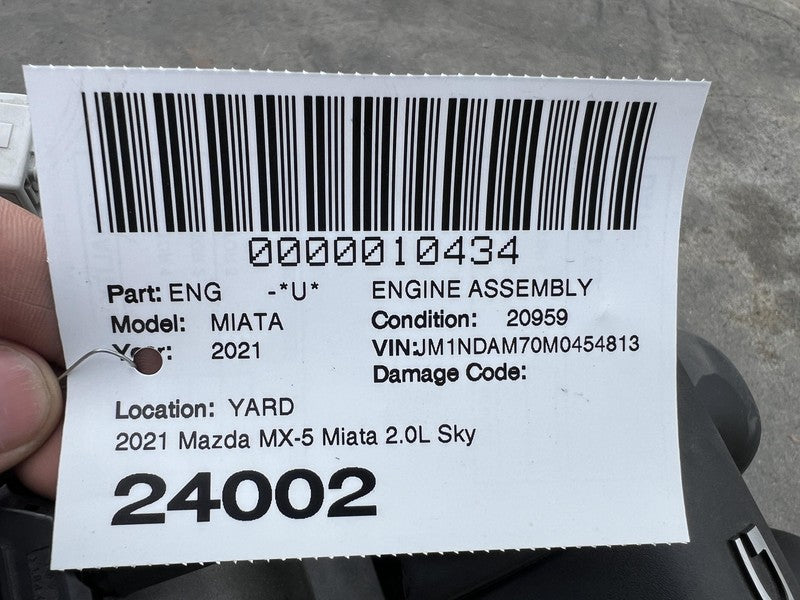 0000010434
Part: ENG -*U* ENGINE ASSEMBLY
Model: MIATA Condition: 20959
Year: 2021 VIN:JM1NDAM70M0454813
Damage Code:
Location: YARD
2021 Mazda MX-5 Miata 2.0L Sky
24002